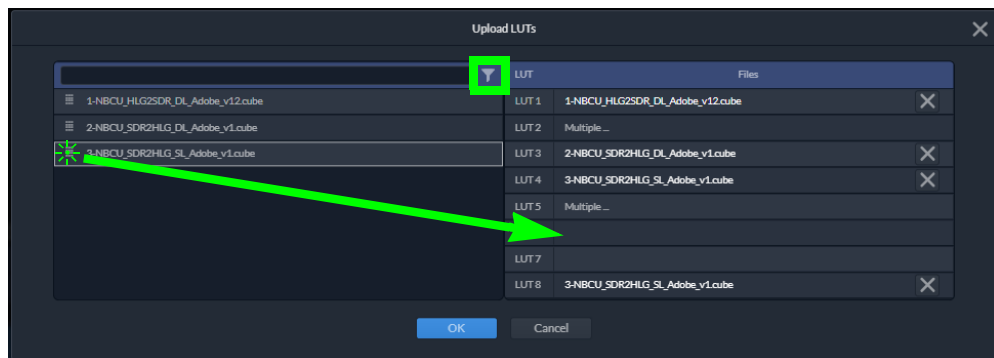 Upload LUTs
LUT Files
1-NBCU_HLG2SDR_DL_Adobe_v12.cube
2-NBCU_SDR2HLG_DL_Adobe_v1.cube
3-NBCU_SDR2HLG_SL_Adobe_v1.cube
LUT 1 1-NBCU_HLG2SDR_DL_Adobe_v12.cube
LUT 2 Multiple ...
LUT 3 2-NBCU_SDR2HLG_DL_Adobe_v1.cube
LUT 4 3-NBCU_SDR2HLG_SL_Adobe_v1.cube
LUT 5 Multiple ...
LUT 7
LUT 8 3-NBCU_SDR2HLG_SL_Adobe_v1.cube
OK Cancel